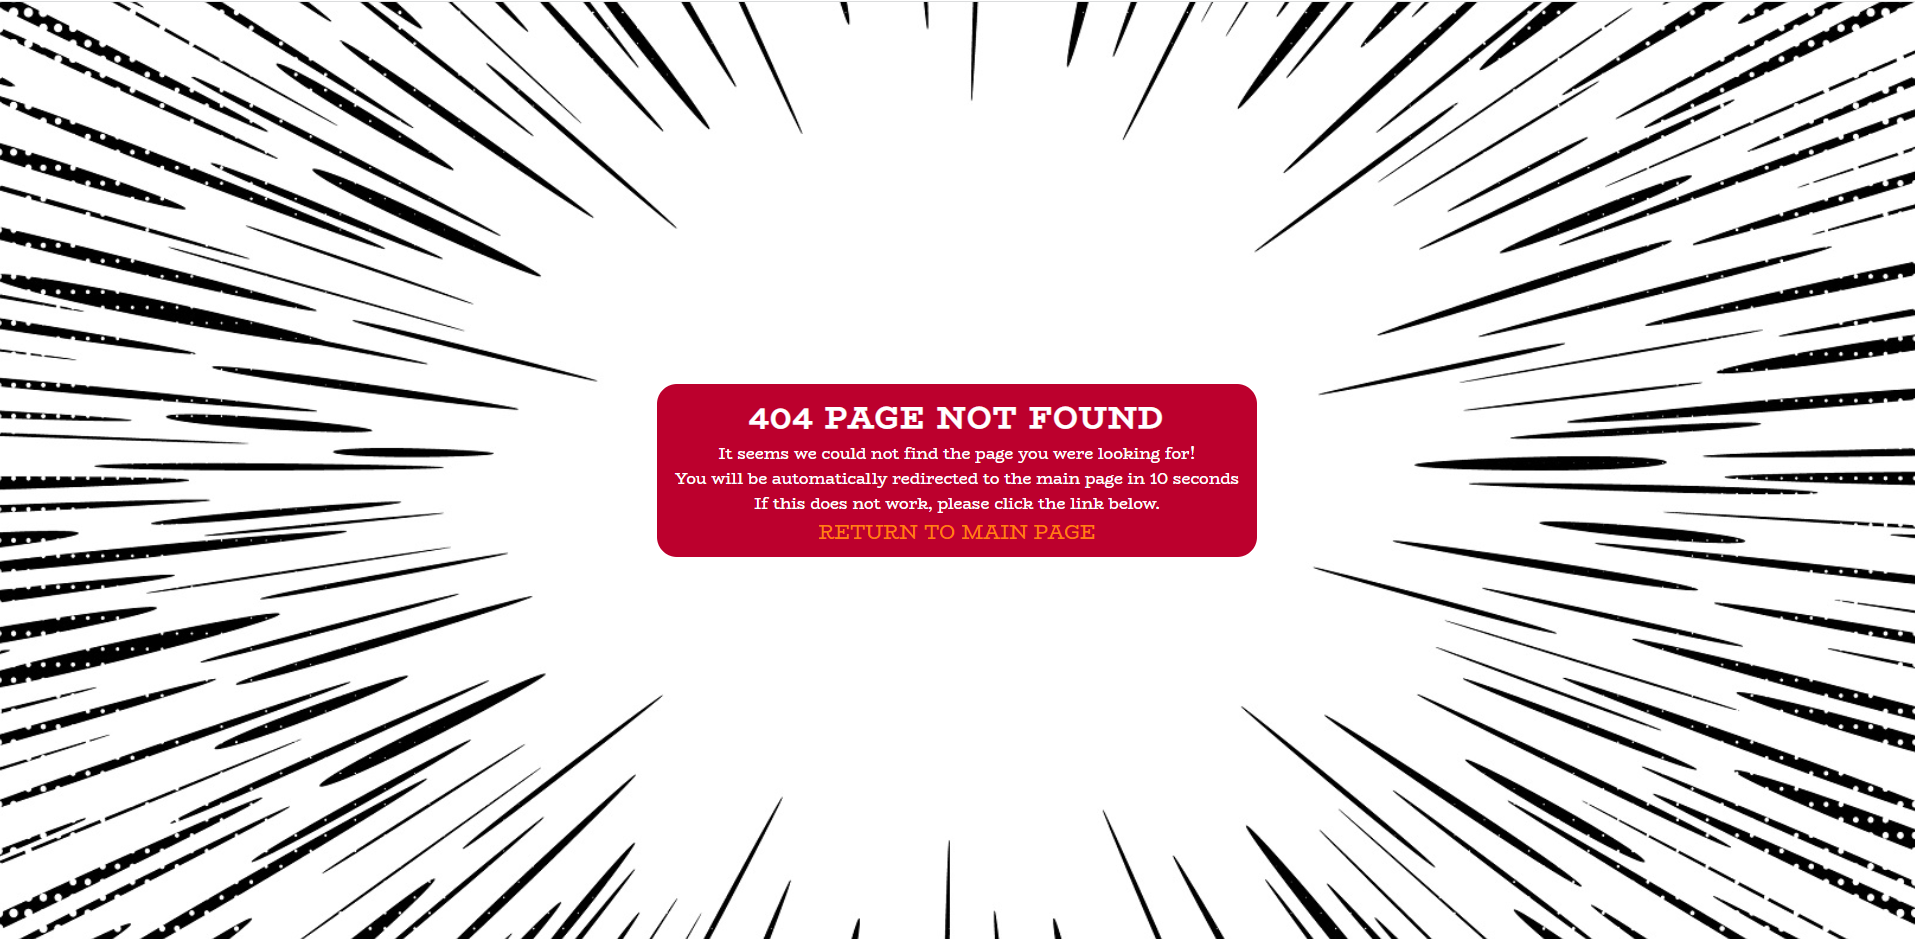 404 PAGE NOT FOUND
It seems we could not find the page you were looking for!
You will be automatically redirected to the main page in 10 seconds
If this does not work, please click the link below.
RETURN TO MAIN PAGE